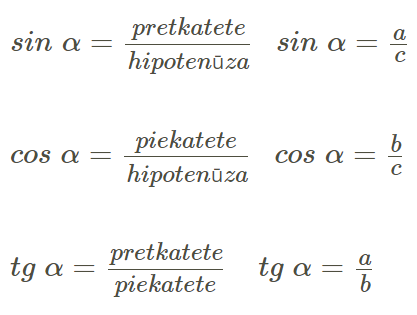 sin α = pretkatete/hipotenūza sin α = a/c
cos α = piekatete/hipotenūza cos α = b/c
tg α = pretkatete/piekatete tg α = a/b